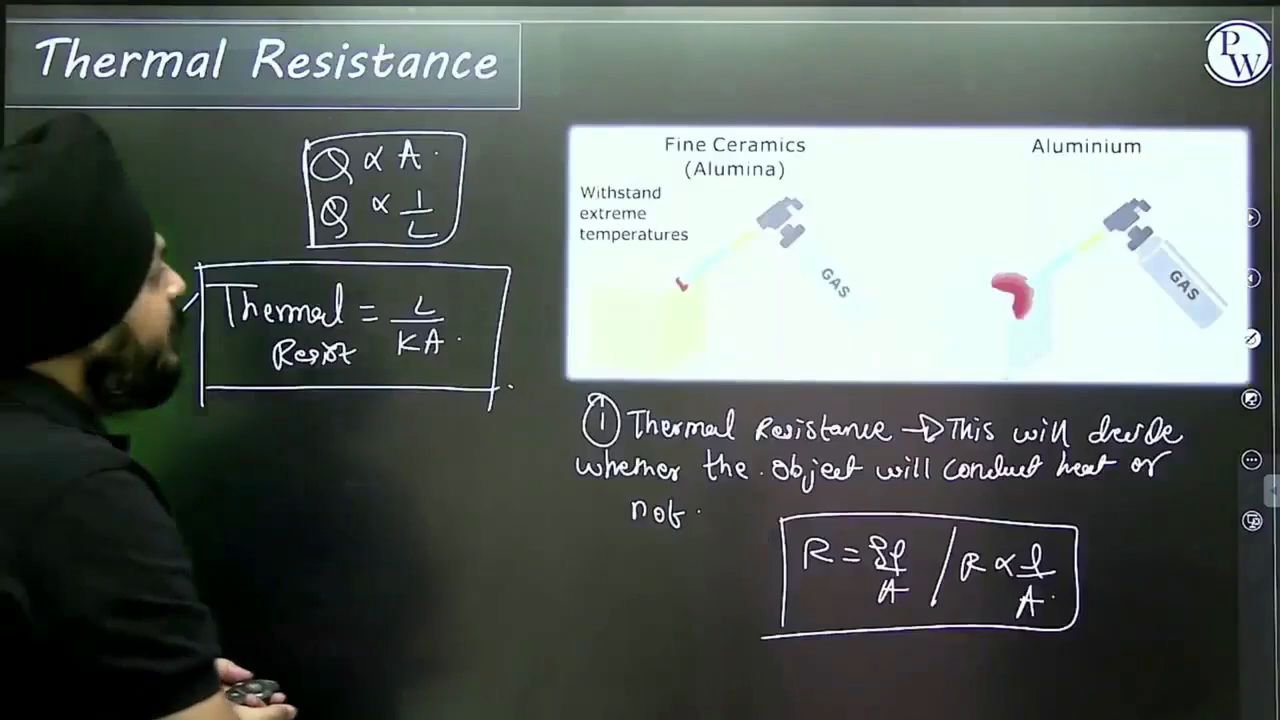 Thermal Resistance
PW
Q ∝ A.
Q ∝ 1/L
Thermal = L/KA.
Resist
Fine Ceramics
(Alumina)
Withstand
extreme
temperatures
GAS
Aluminium
GAS
① Thermal Resistance → This will decide
whether the object will conduct heat or
not.
R = ρl/A / R ∝ l/A.